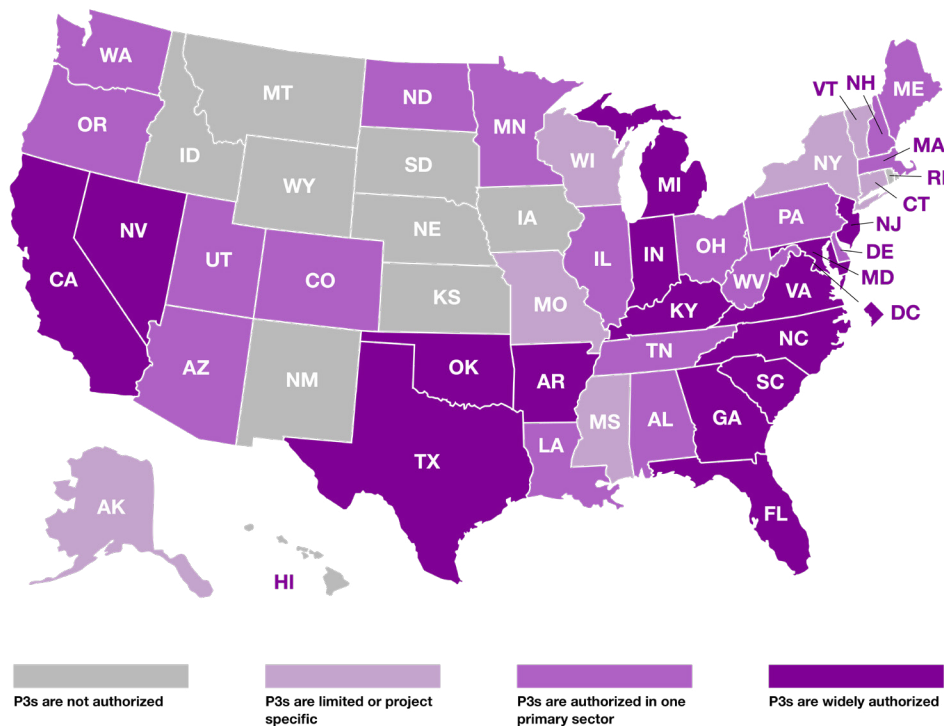 WA
MT
ND
MN
VT
NH
ME
OR
ID
WY
SD
WI
MI
NY
MA
RI
CT
NV
UT
CO
NE
IA
IL
IN
OH
PA
NJ
DE
MD
CA
KS
MO
KY
WV
VA
DC
AZ
NM
OK
AR
TN
NC
SC
TX
LA
MS
AL
GA
FL
AK
HI
P3s are not authorized
P3s are limited or project
specific
P3s are authorized in one
primary sector
P3s are widely authorized